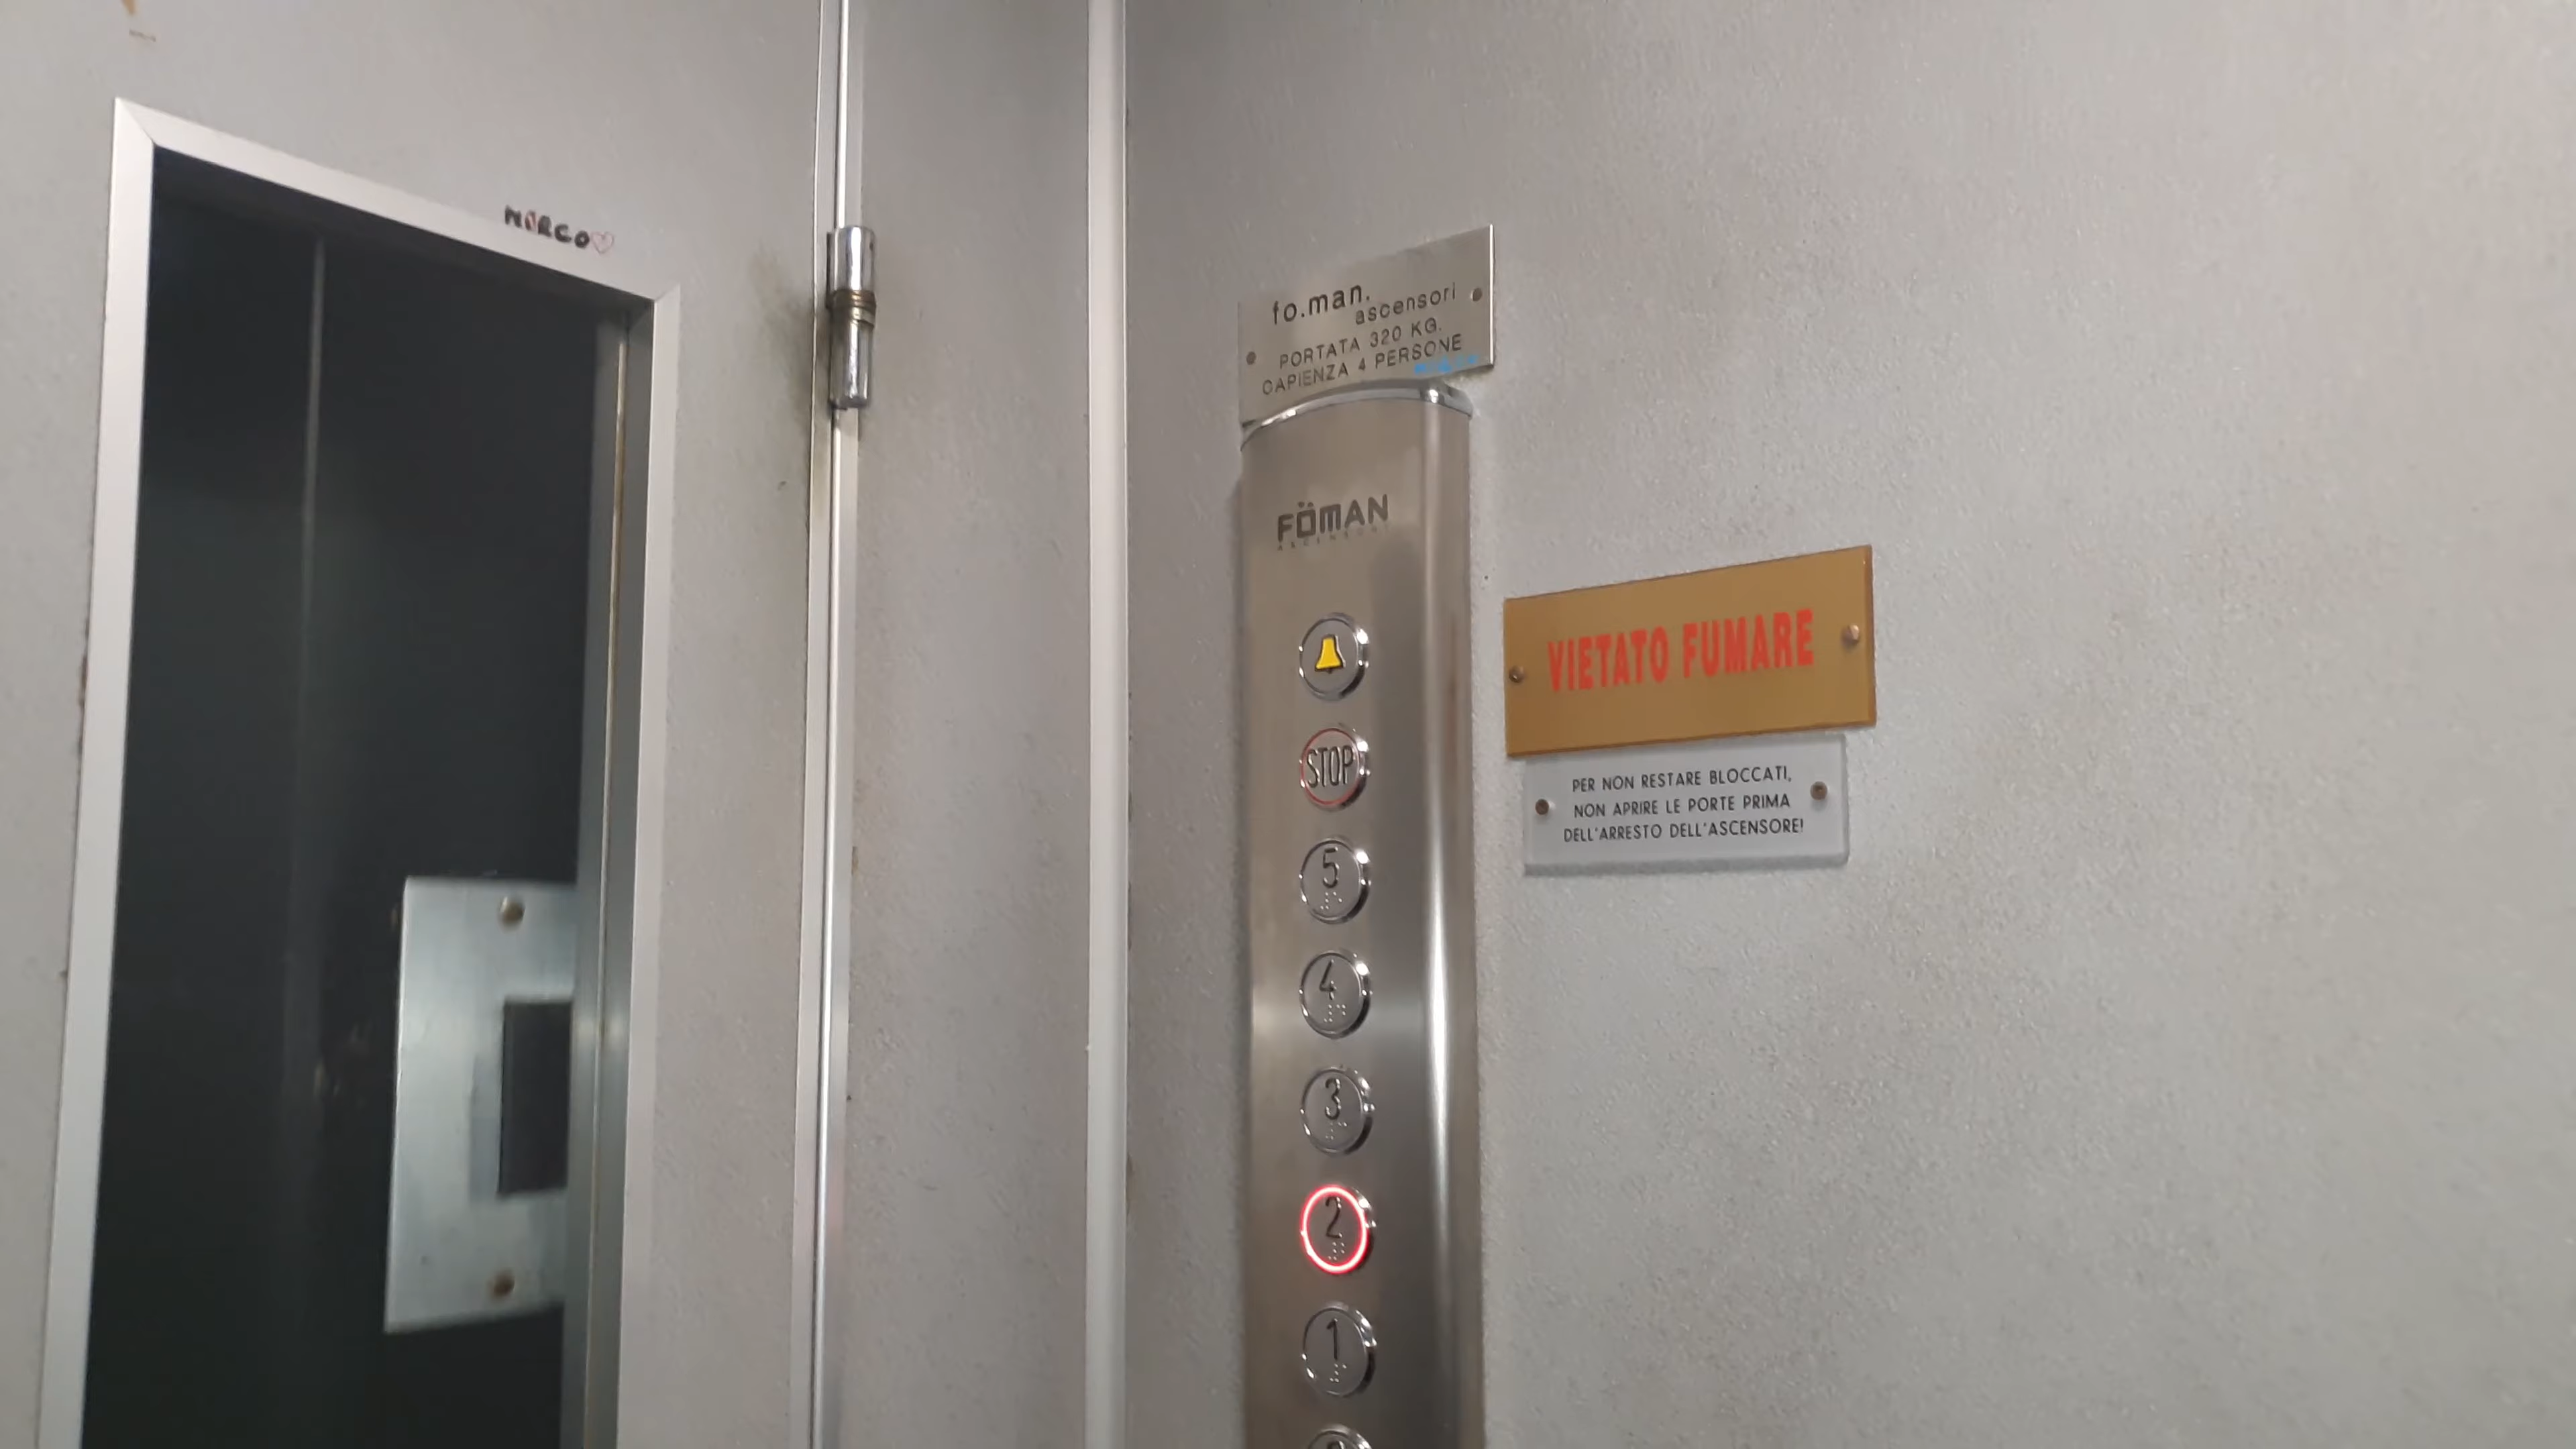 MIRCO♡
fo.man.
ascensori
PORTATA 320 KG.
CAPIENZA 4 PERSONE
FÖMAN
ASCENSORI
STOP
5
4
3
2
1
VIETATO FUMARE
PER NON RESTARE BLOCCATI,
NON APRIRE LE PORTE PRIMA
DELL'ARRESTO DELL'ASCENSORE!